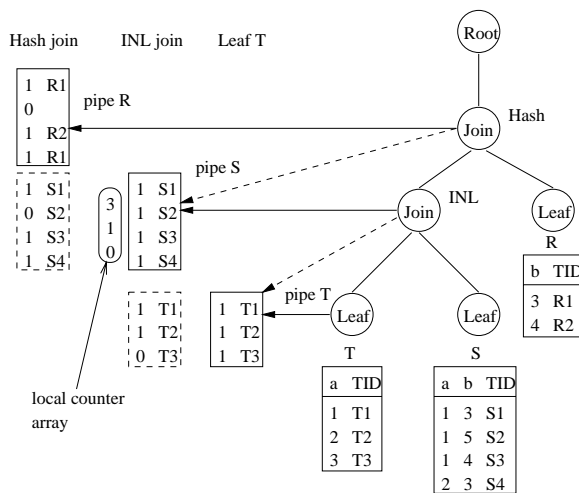 Root
Hash join INL join Leaf T
1 R1
0
1 R2
1 R1
pipe R
Hash
Join
1 S1
0 S2
1 S3
1 S4
3
1
0
1 S1
1 S2
1 S3
1 S4
pipe S
INL
Join
Leaf
R
b TID
3 R1
4 R2
1 T1
1 T2
0 T3
1 T1
1 T2
1 T3
pipe T
Leaf
T
Leaf
S
a TID
1 T1
2 T2
3 T3
a b TID
1 3 S1
1 5 S2
1 4 S3
2 3 S4
local counter
array